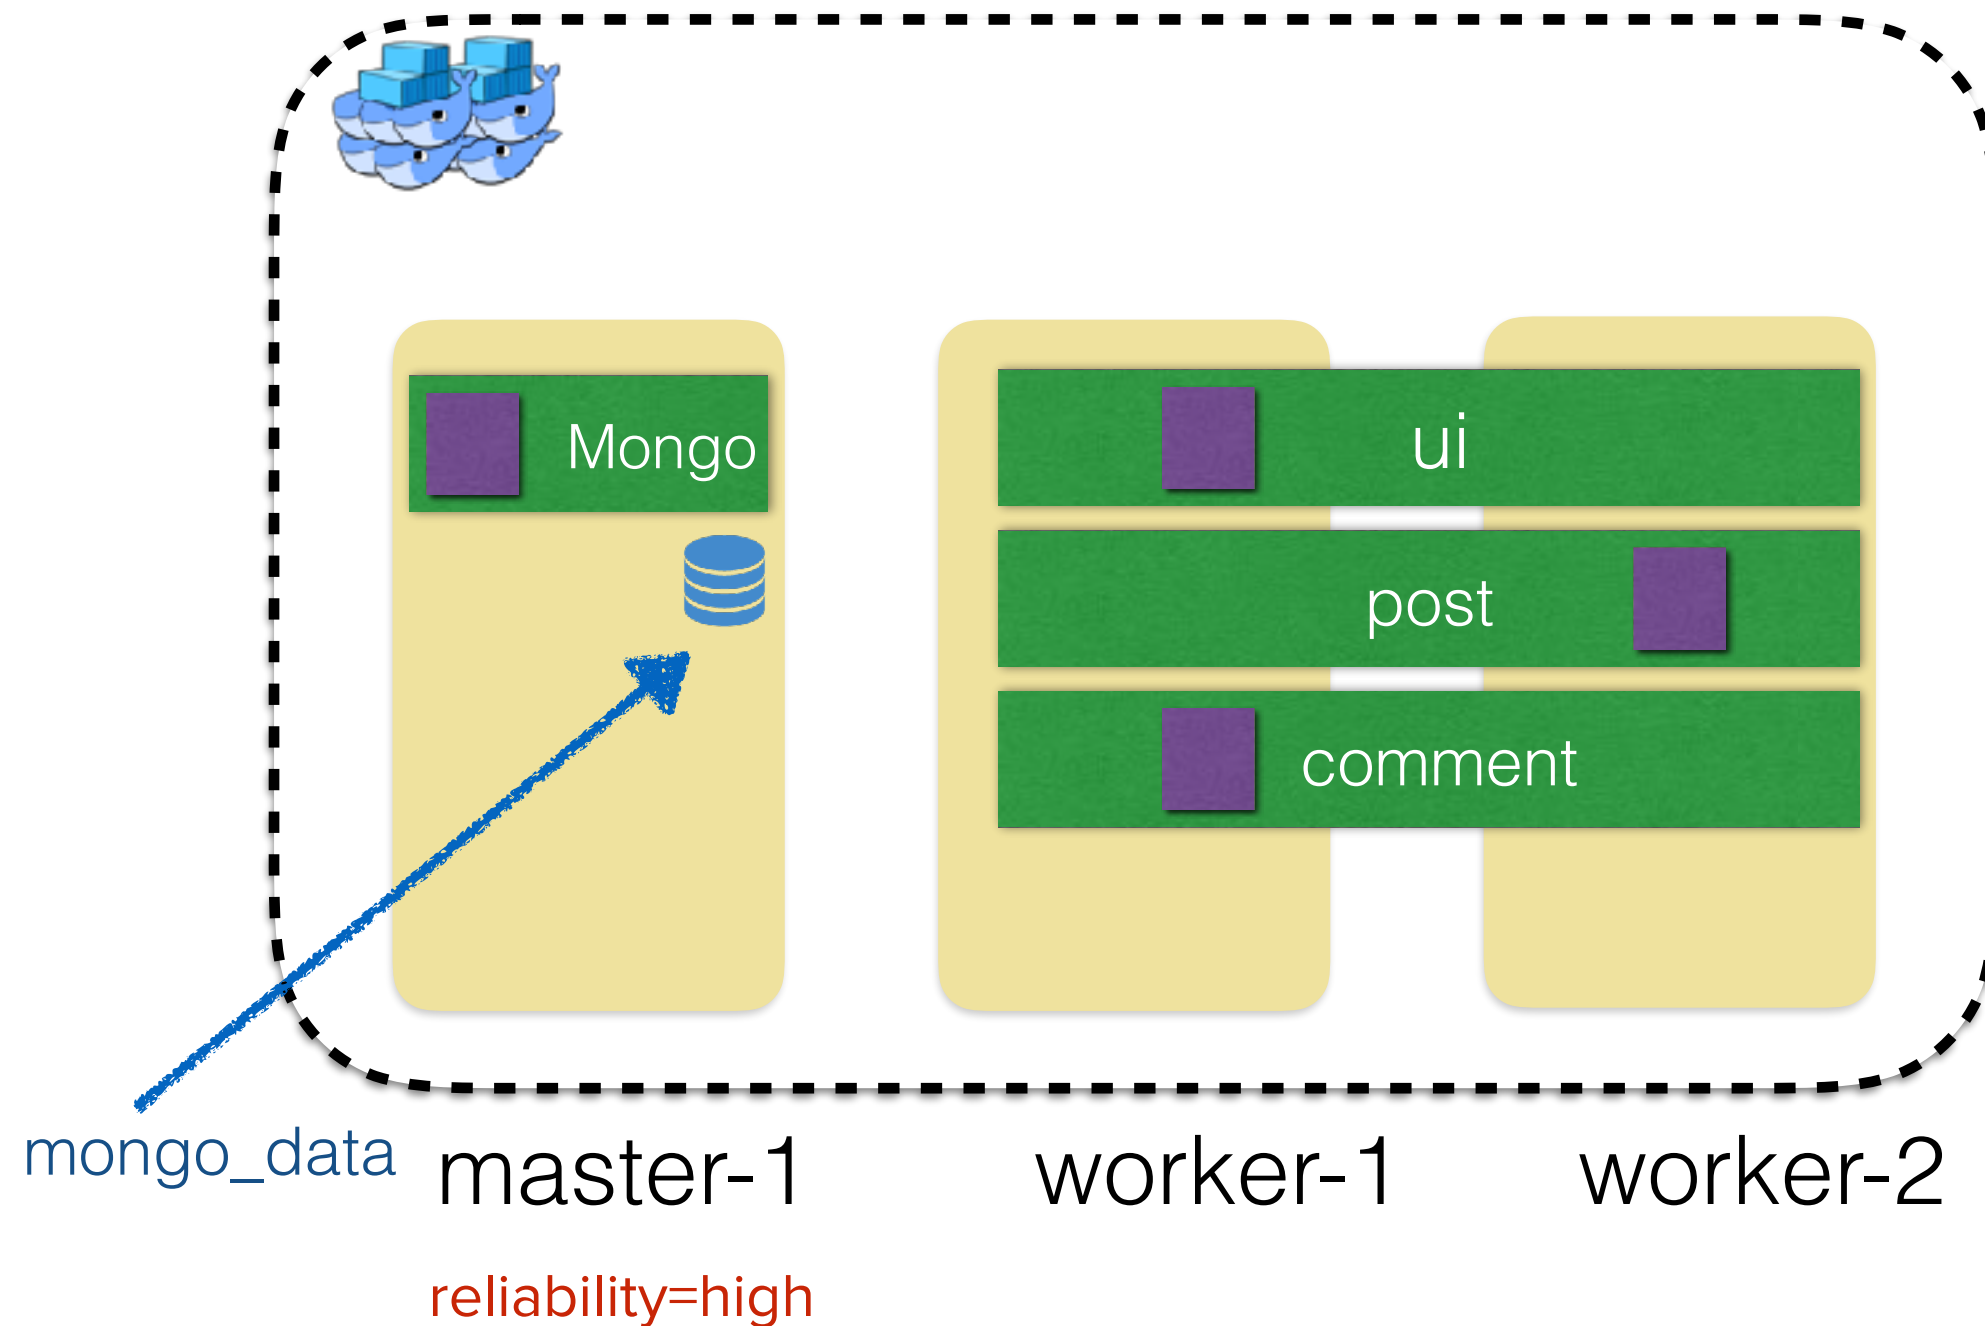 Mongo
ui
post
comment
mongo_data
master-1
worker-1
worker-2
reliability=high